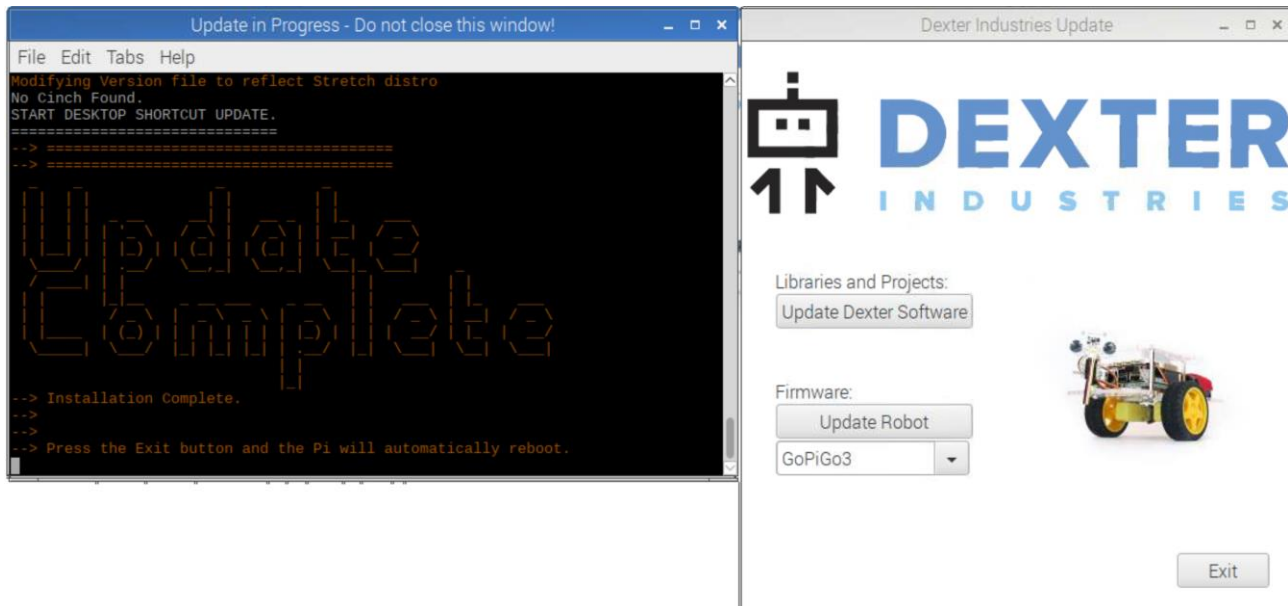 Update in Progress - Do not close this window!
File Edit Tabs Help
Modifying Version file to reflect Stretch distro
No Cinch Found.
START DESKTOP SHORTCUT UPDATE.
==============================
--> =======================================
--> =======================================
Update
Complete
--> Installation Complete.
-->
-->
--> Press the Exit button and the Pi will automatically reboot.
Dexter Industries Update
DEXTER
INDUSTRIES
Libraries and Projects:
Update Dexter Software
Firmware:
Update Robot
GoPiGo3
Exit